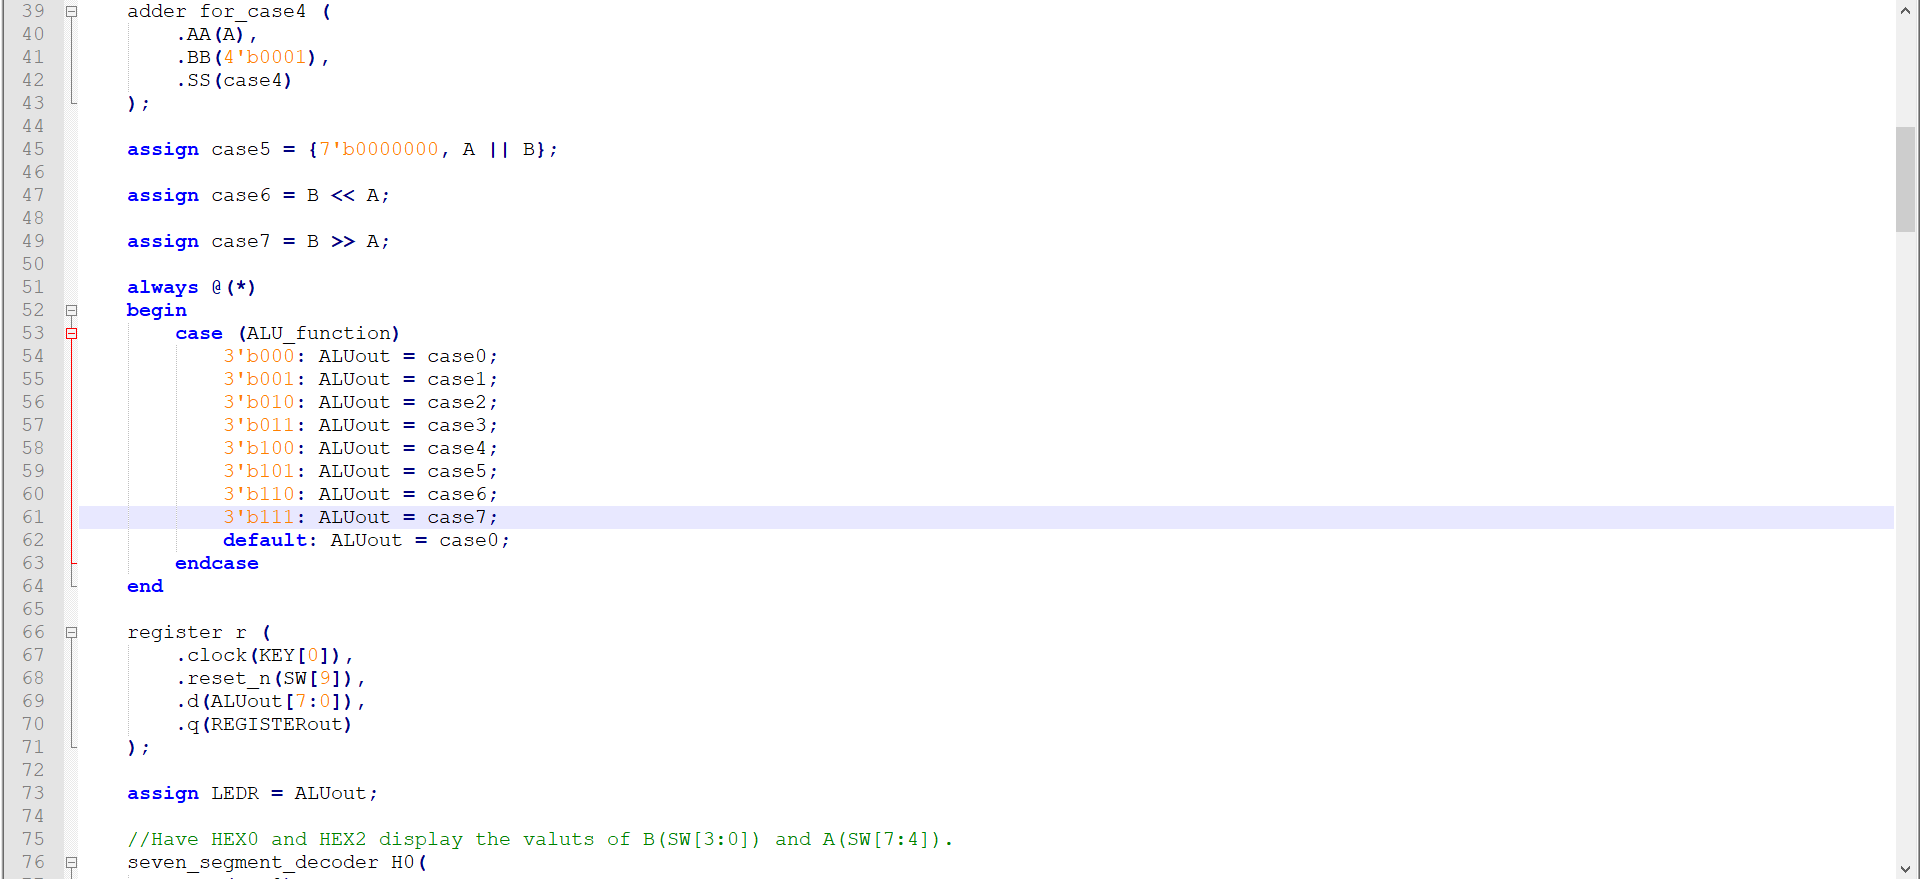 39 adder for_case4 (
40 .AA(A),
41 .BB(4'b0001),
42 .SS(case4)
43 );
44
45 assign case5 = {7'b0000000, A || B};
46
47 assign case6 = B << A;
48
49 assign case7 = B >> A;
50
51 always @(*)
52 begin
53 case (ALU_function)
54 3'b000: ALUout = case0;
55 3'b001: ALUout = case1;
56 3'b010: ALUout = case2;
57 3'b011: ALUout = case3;
58 3'b100: ALUout = case4;
59 3'b101: ALUout = case5;
60 3'b110: ALUout = case6;
61 3'b111: ALUout = case7;
62 default: ALUout = case0;
63 endcase
64 end
65
66 register r (
67 .clock(KEY[0]),
68 .reset_n(SW[9]),
69 .d(ALUout[7:0]),
70 .q(REGISTERout)
71 );
72
73 assign LEDR = ALUout;
74
75 //Have HEX0 and HEX2 display the valuts of B(SW[3:0]) and A(SW[7:4]).
76 seven_segment_decoder H0(